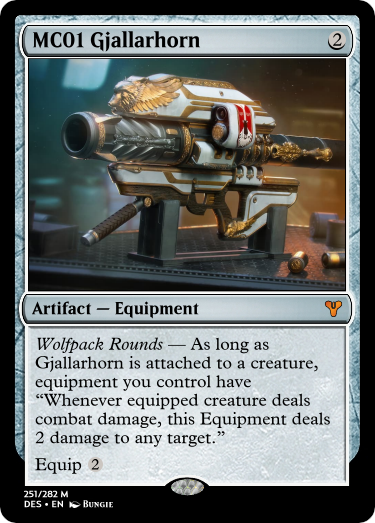 MC01 Gjallarhorn 2
Artifact — Equipment
Wolfpack Rounds — As long as
Gjallarhorn is attached to a creature,
equipment you control have
“Whenever equipped creature deals
combat damage, this Equipment deals
2 damage to any target.”
Equip 2
251/282 M
DES • EN Bungie